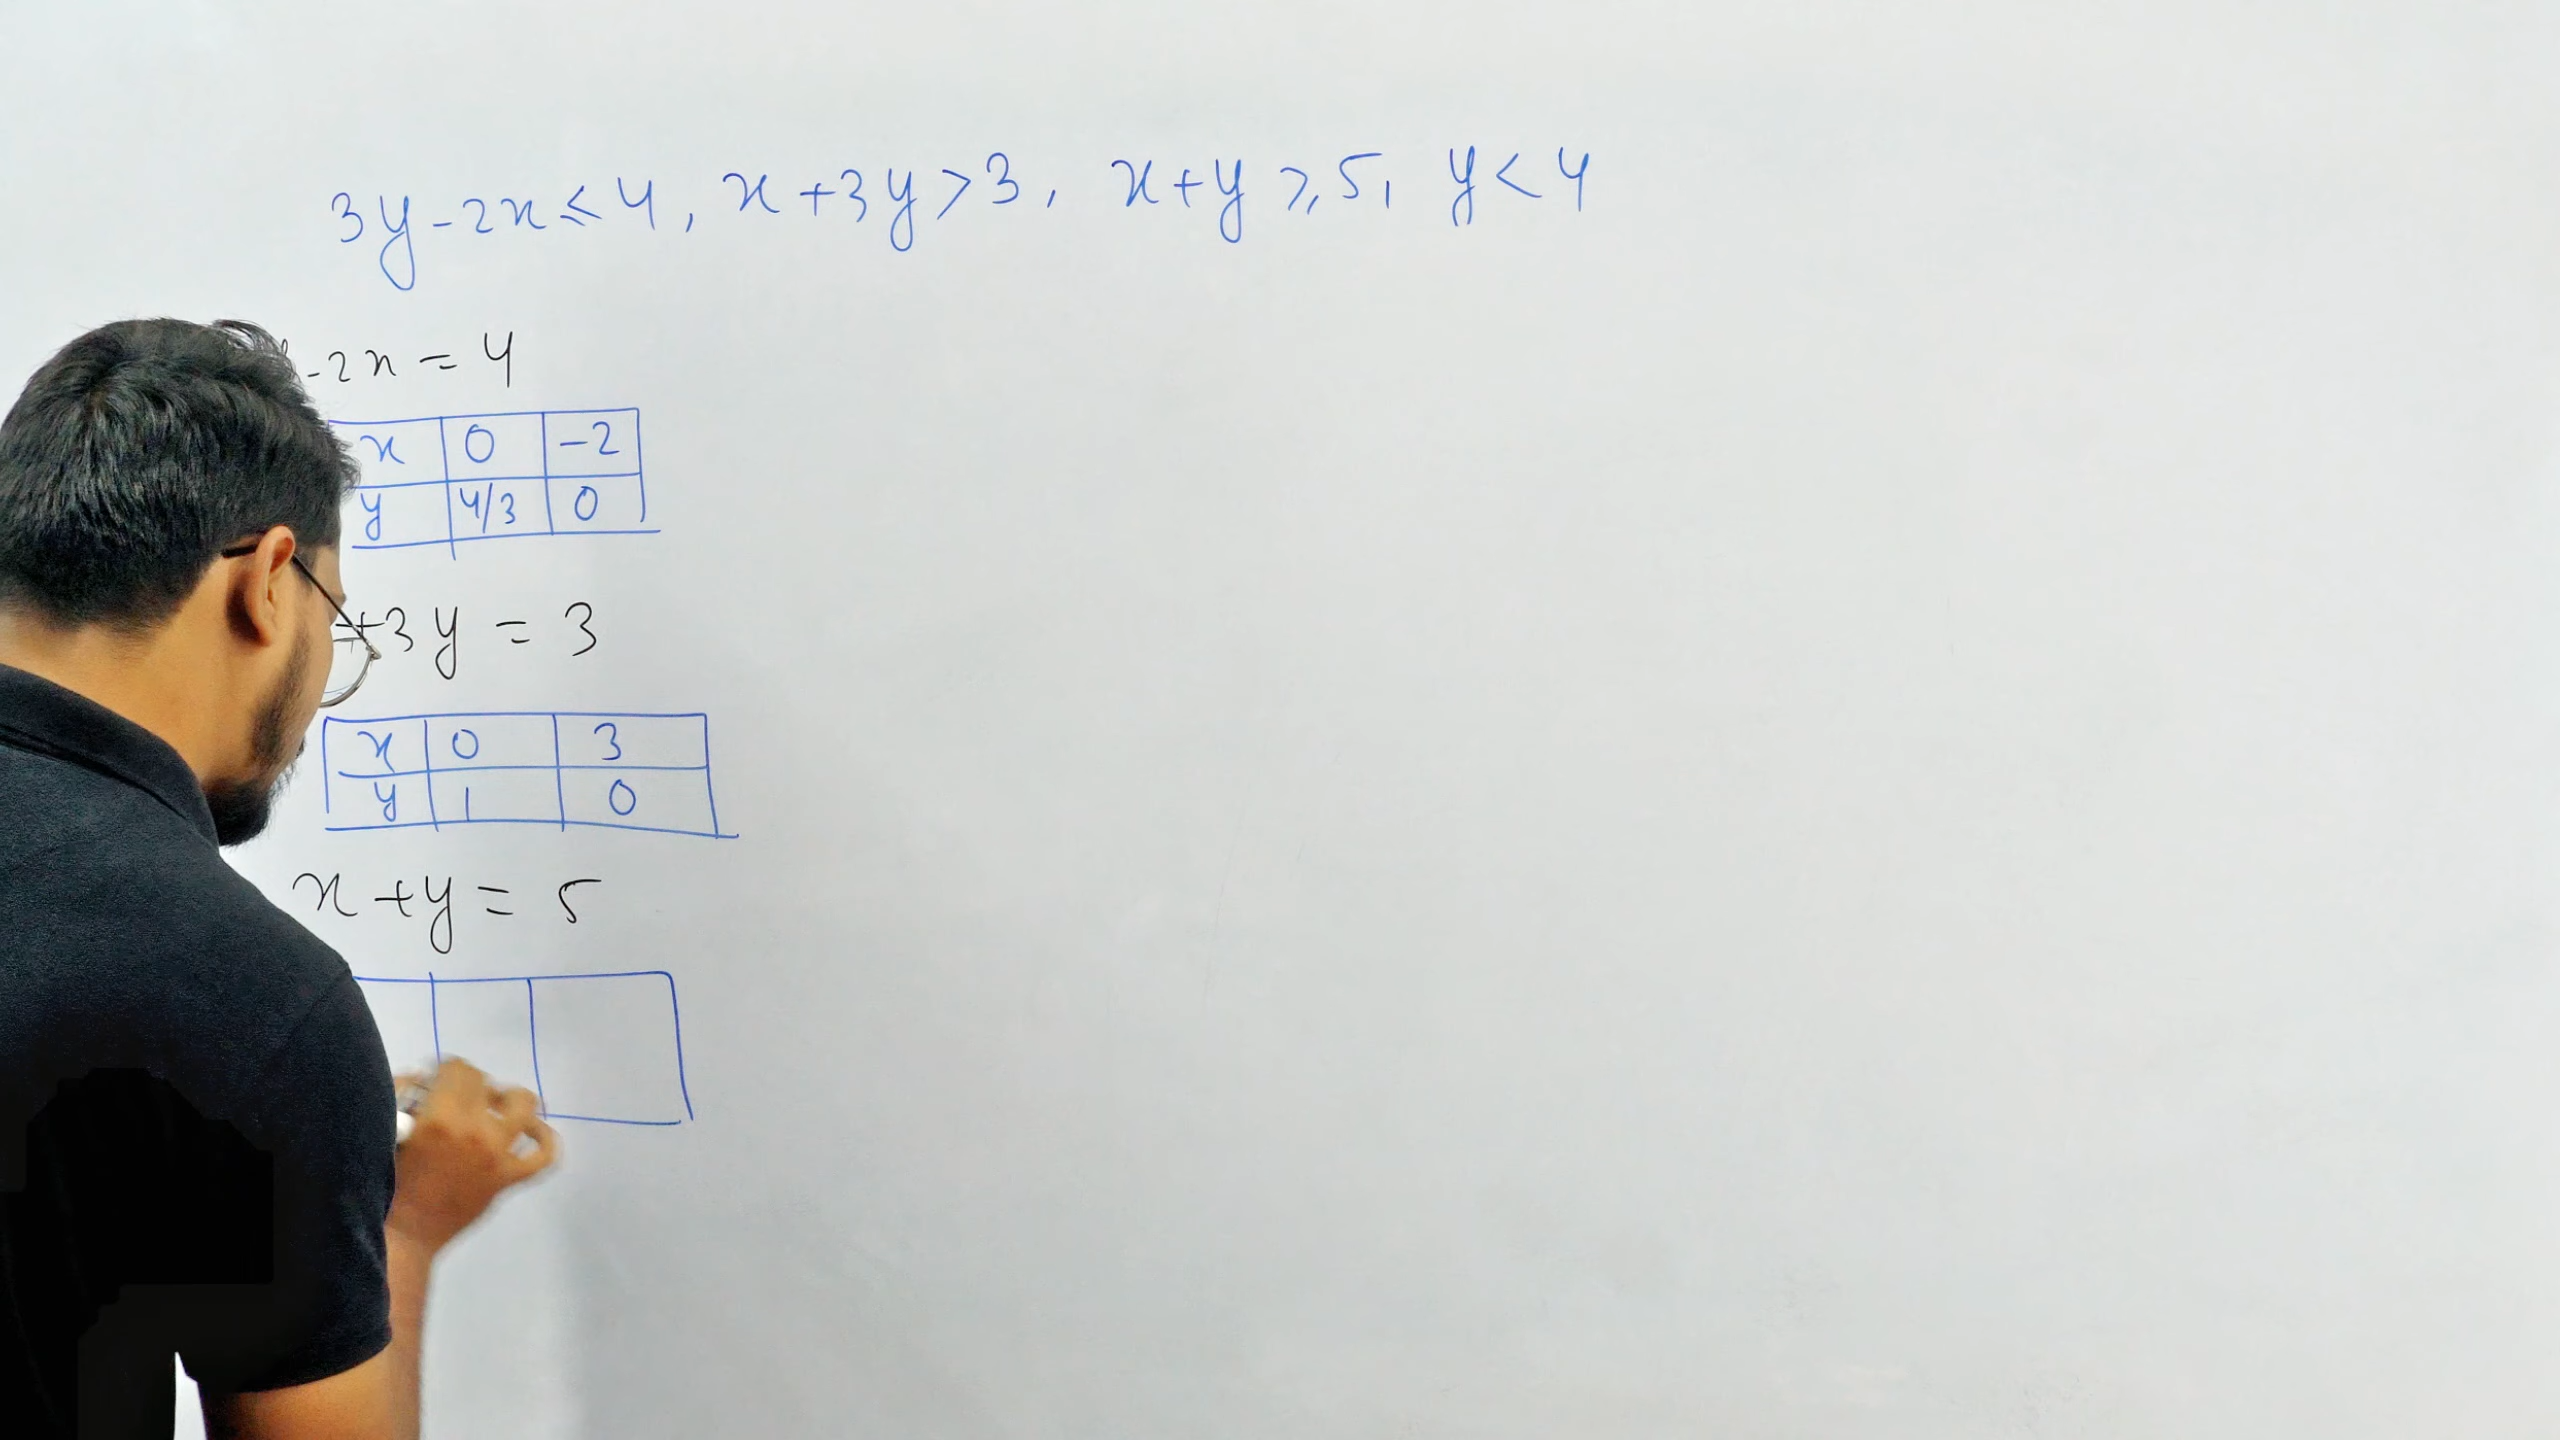 3y-2x≤4, x+3y>3, x+y≥5, y<4
-2x=4
x 0 -2
y 4/3 0
+3y=3
x 0 3
y 1 0
x+y=5